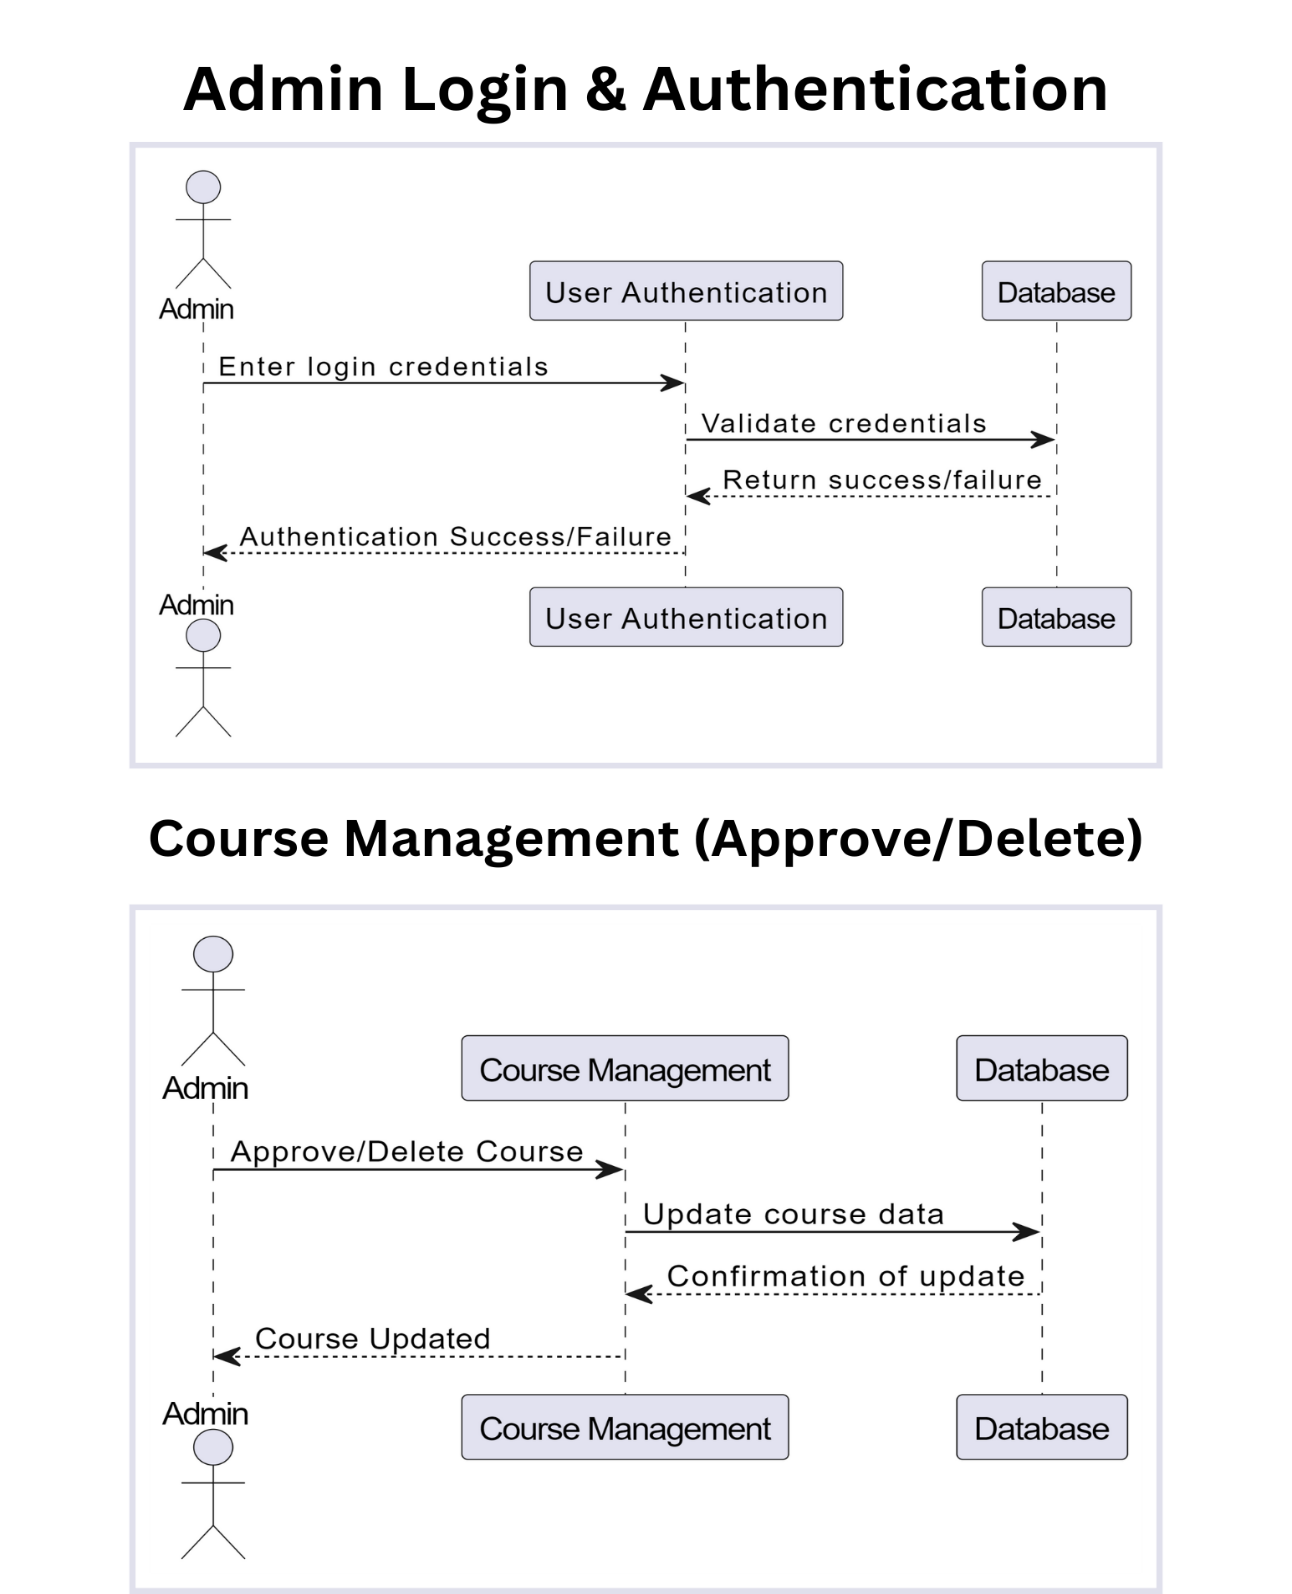 Admin Login & Authentication
Admin
User Authentication
Database
Enter login credentials
Validate credentials
Return success/failure
Authentication Success/Failure
Admin
User Authentication
Database
Course Management (Approve/Delete)
Admin
Course Management
Database
Approve/Delete Course
Update course data
Confirmation of update
Course Updated
Admin
Course Management
Database